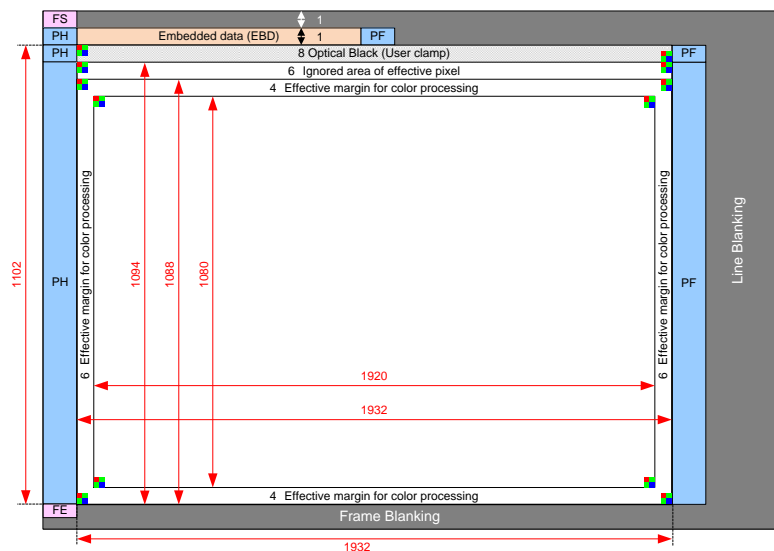 FS
1
PH
Embedded data (EBD)
1
PF
PH
8 Optical Black (User clamp)
PF
6 Ignored area of effective pixel
4 Effective margin for color processing
1102
PH
6 Effective margin for color processing
1094
1088
1080
6 Effective margin for color processing
PF
Line Blanking
1920
1932
4 Effective margin for color processing
FE
Frame Blanking
1932